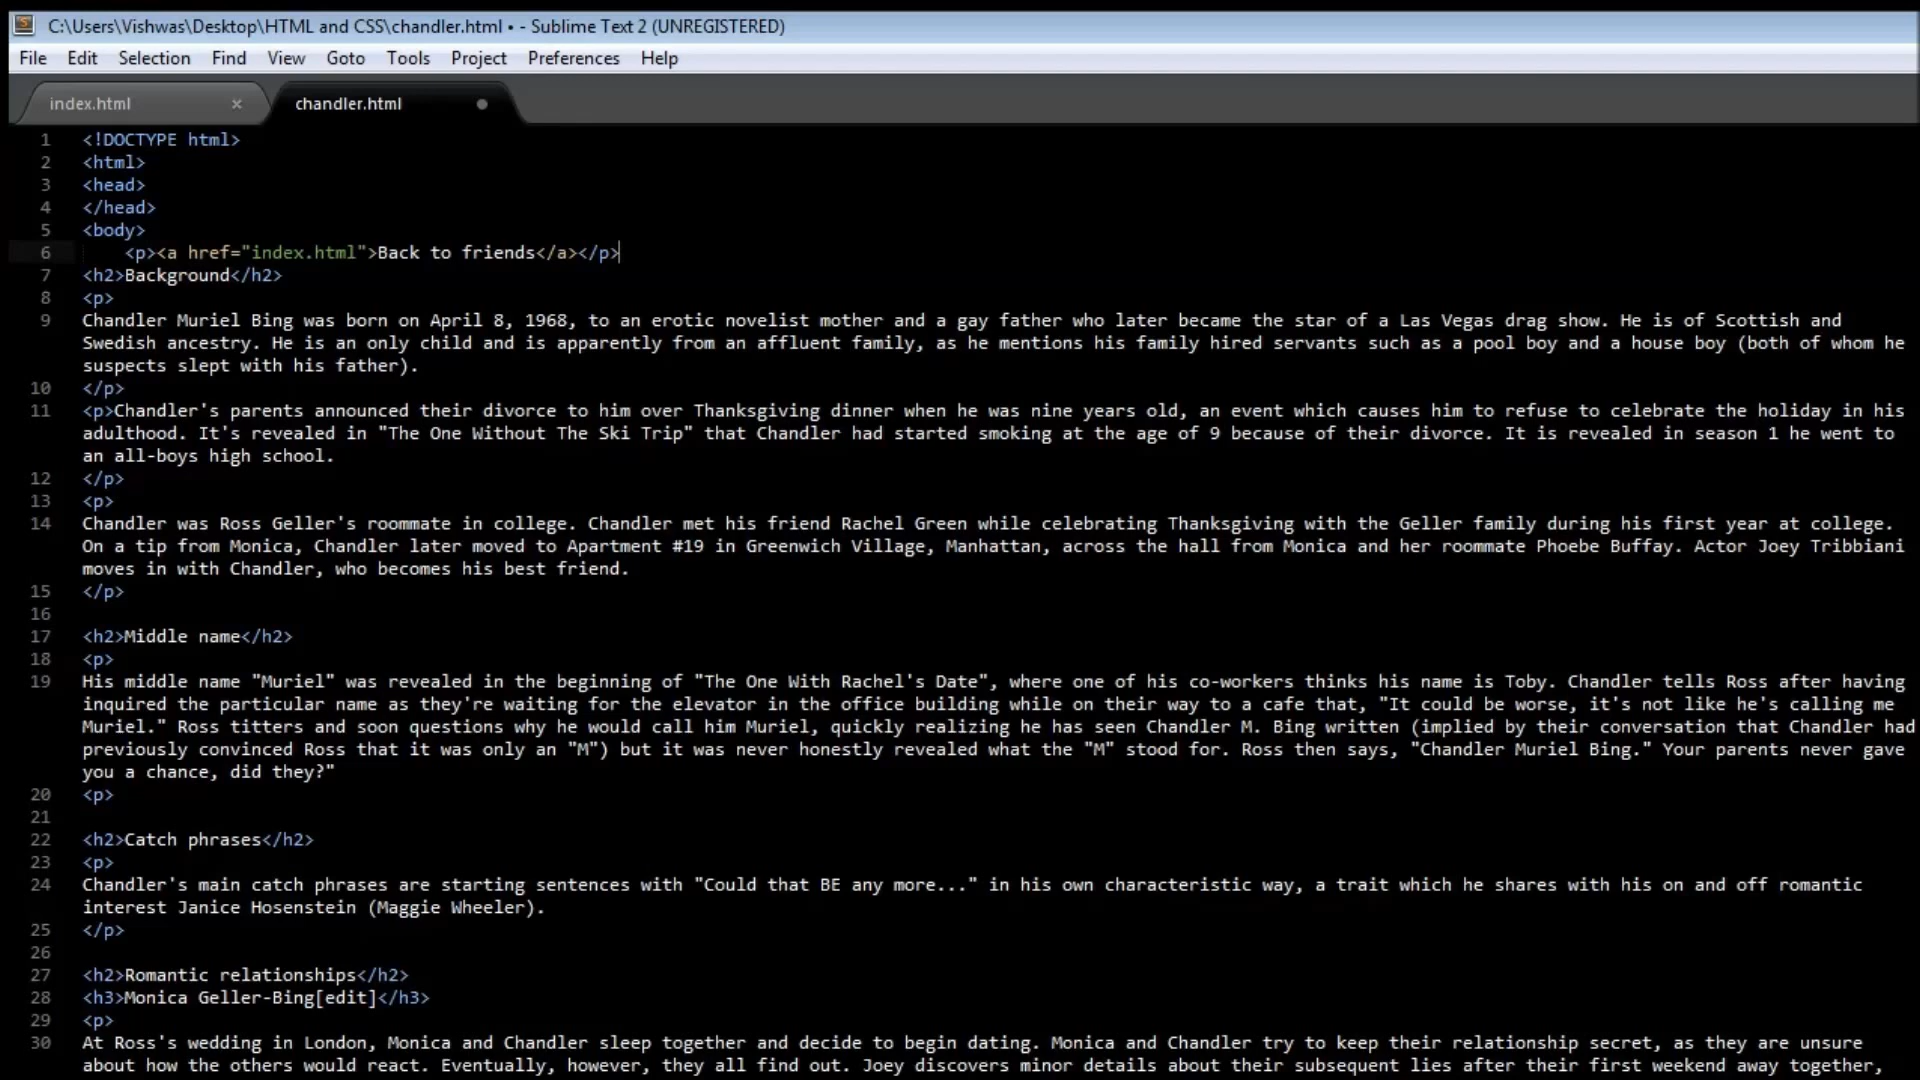 C:\Users\Vishwas\Desktop\HTML and CSS\chandler.html • - Sublime Text 2 (UNREGISTERED)
File Edit Selection Find View Goto Tools Project Preferences Help
index.html × chandler.html
1 <!DOCTYPE html>
2 <html>
3 <head>
4 </head>
5 <body>
6 <p><a href="index.html">Back to friends</a></p>
7 <h2>Background</h2>
8 <p>
9 Chandler Muriel Bing was born on April 8, 1968, to an erotic novelist mother and a gay father who later became the star of a Las Vegas drag show. He is of Scottish and
Swedish ancestry. He is an only child and is apparently from an affluent family, as he mentions his family hired servants such as a pool boy and a house boy (both of whom he
suspects slept with his father).
10 </p>
11 <p>Chandler's parents announced their divorce to him over Thanksgiving dinner when he was nine years old, an event which causes him to refuse to celebrate the holiday in his
adulthood. It's revealed in "The One Without The Ski Trip" that Chandler had started smoking at the age of 9 because of their divorce. It is revealed in season 1 he went to
an all-boys high school.
12 </p>
13 <p>
14 Chandler was Ross Geller's roommate in college. Chandler met his friend Rachel Green while celebrating Thanksgiving with the Geller family during his first year at college.
On a tip from Monica, Chandler later moved to Apartment #19 in Greenwich Village, Manhattan, across the hall from Monica and her roommate Phoebe Buffay. Actor Joey Tribbiani
moves in with Chandler, who becomes his best friend.
15 </p>
16
17 <h2>Middle name</h2>
18 <p>
19 His middle name "Muriel" was revealed in the beginning of "The One With Rachel's Date", where one of his co-workers thinks his name is Toby. Chandler tells Ross after having
inquired the particular name as they're waiting for the elevator in the office building while on their way to a cafe that, "It could be worse, it's not like he's calling me
Muriel." Ross titters and soon questions why he would call him Muriel, quickly realizing he has seen Chandler M. Bing written (implied by their conversation that Chandler had
previously convinced Ross that it was only an "M") but it was never honestly revealed what the "M" stood for. Ross then says, "Chandler Muriel Bing." Your parents never gave
you a chance, did they?"
20 <p>
21
22 <h2>Catch phrases</h2>
23 <p>
24 Chandler's main catch phrases are starting sentences with "Could that BE any more..." in his own characteristic way, a trait which he shares with his on and off romantic
interest Janice Hosenstein (Maggie Wheeler).
25 </p>
26
27 <h2>Romantic relationships</h2>
28 <h3>Monica Geller-Bing[edit]</h3>
29 <p>
30 At Ross's wedding in London, Monica and Chandler sleep together and decide to begin dating. Monica and Chandler try to keep their relationship secret, as they are unsure
about how the others would react. Eventually, however, they all find out. Joey discovers minor details about their subsequent lies after their first weekend away together,